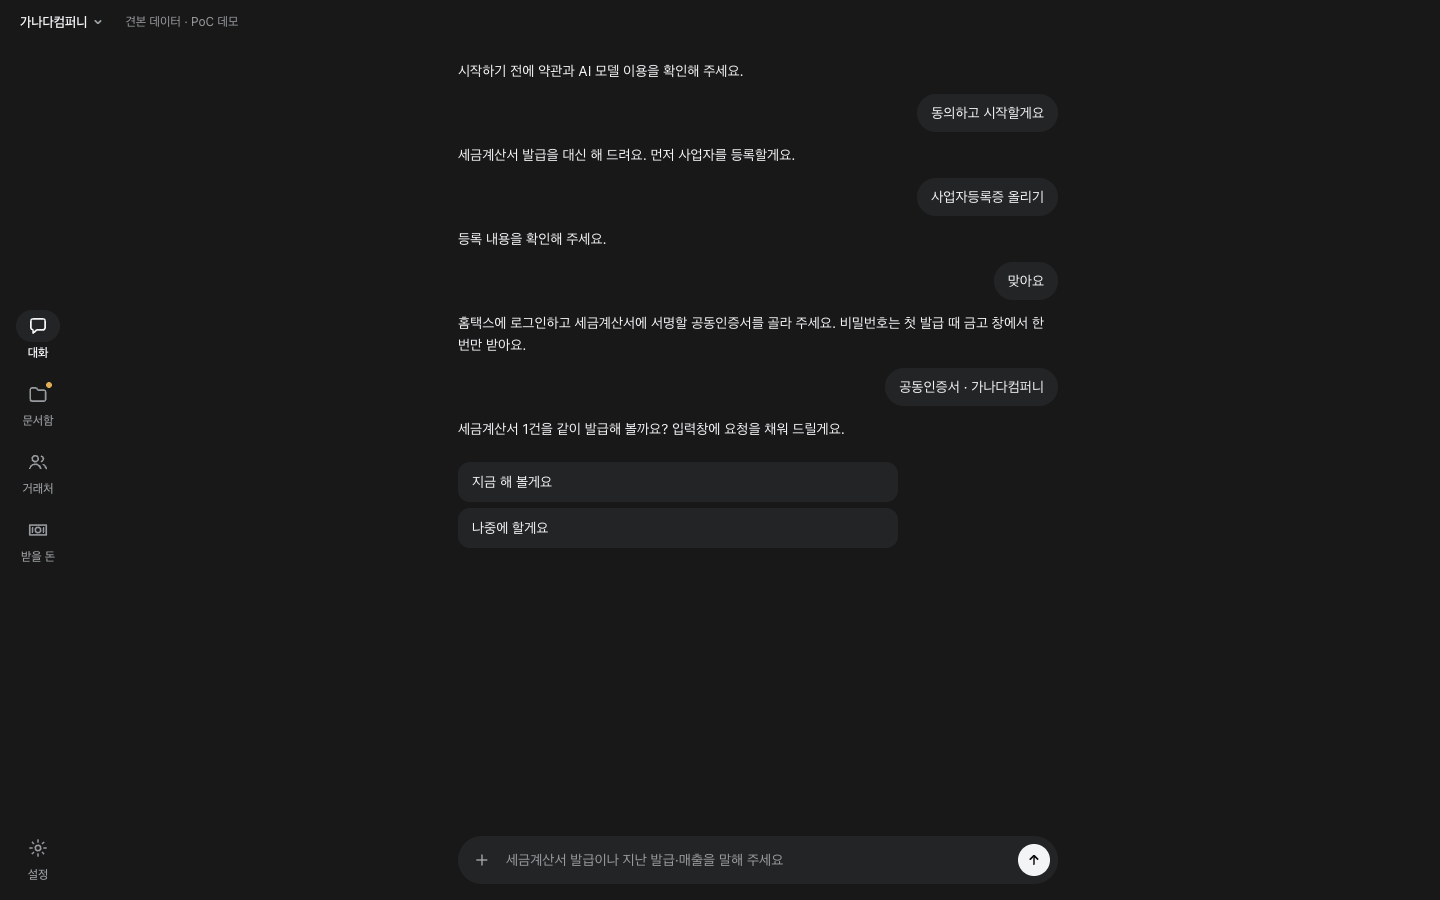 가나다컴퍼니
견본 데이터 · PoC 데모
시작하기 전에 약관과 AI 모델 이용을 확인해 주세요.
동의하고 시작할게요
세금계산서 발급을 대신 해 드려요. 먼저 사업자를 등록할게요.
사업자등록증 올리기
등록 내용을 확인해 주세요.
맞아요
홈택스에 로그인하고 세금계산서에 서명할 공동인증서를 골라 주세요. 비밀번호는 첫 발급 때 금고 창에서 한
번만 받아요.
공동인증서 · 가나다컴퍼니
세금계산서 1건을 같이 발급해 볼까요? 입력창에 요청을 채워 드릴게요.
지금 해 볼게요
나중에 할게요
대화
문서함
거래처
받을 돈
설정
세금계산서 발급이나 지난 발급·매출을 말해 주세요